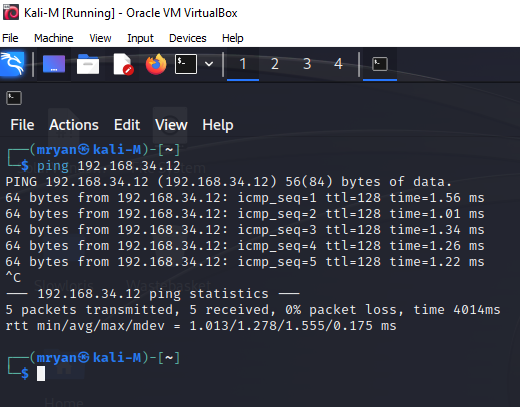 Kali-M [Running] - Oracle VM VirtualBox
File Machine View Input Devices Help
1 2 3 4
File Actions Edit View Help
┌──(mryan㉿kali-M)-[~]
└─$ ping 192.168.34.12
PING 192.168.34.12 (192.168.34.12) 56(84) bytes of data.
64 bytes from 192.168.34.12: icmp_seq=1 ttl=128 time=1.56 ms
64 bytes from 192.168.34.12: icmp_seq=2 ttl=128 time=1.01 ms
64 bytes from 192.168.34.12: icmp_seq=3 ttl=128 time=1.34 ms
64 bytes from 192.168.34.12: icmp_seq=4 ttl=128 time=1.26 ms
64 bytes from 192.168.34.12: icmp_seq=5 ttl=128 time=1.22 ms
^C
--- 192.168.34.12 ping statistics ---
5 packets transmitted, 5 received, 0% packet loss, time 4014ms
rtt min/avg/max/mdev = 1.013/1.278/1.555/0.175 ms
┌──(mryan㉿kali-M)-[~]
└─$
Home